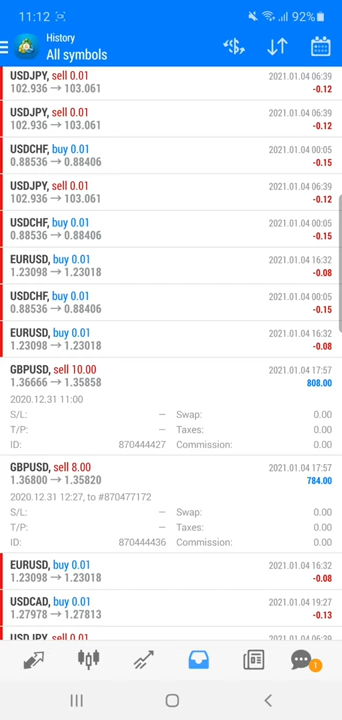 11:12 92%
History
All symbols
USDJPY, sell 0.01 2021.01.04 06:39
102.936 → 103.061 -0.12
USDJPY, sell 0.01 2021.01.04 06:39
102.936 → 103.061 -0.12
USDCHF, buy 0.01 2021.01.04 00:05
0.88536 → 0.88406 -0.15
USDJPY, sell 0.01 2021.01.04 06:39
102.936 → 103.061 -0.12
USDCHF, buy 0.01 2021.01.04 00:05
0.88536 → 0.88406 -0.15
EURUSD, buy 0.01 2021.01.04 16:32
1.23098 → 1.23018 -0.08
USDCHF, buy 0.01 2021.01.04 00:05
0.88536 → 0.88406 -0.15
EURUSD, buy 0.01 2021.01.04 16:32
1.23098 → 1.23018 -0.08
GBPUSD, sell 10.00 2021.01.04 17:57
1.36666 → 1.35858 808.00
2020.12.31 11:00
S/L: — Swap: 0.00
T/P: — Taxes: 0.00
ID: 870444427 Commission: 0.00
GBPUSD, sell 8.00 2021.01.04 17:57
1.36800 → 1.35820 784.00
2020.12.31 12:27, to #870477172
S/L: — Swap: 0.00
T/P: — Taxes: 0.00
ID: 870444436 Commission: 0.00
EURUSD, buy 0.01 2021.01.04 16:32
1.23098 → 1.23018 -0.08
USDCAD, buy 0.01 2021.01.04 19:27
1.27978 → 1.27813 -0.13
USDJPY, sell 0.01 2021.01.04 06:39
1